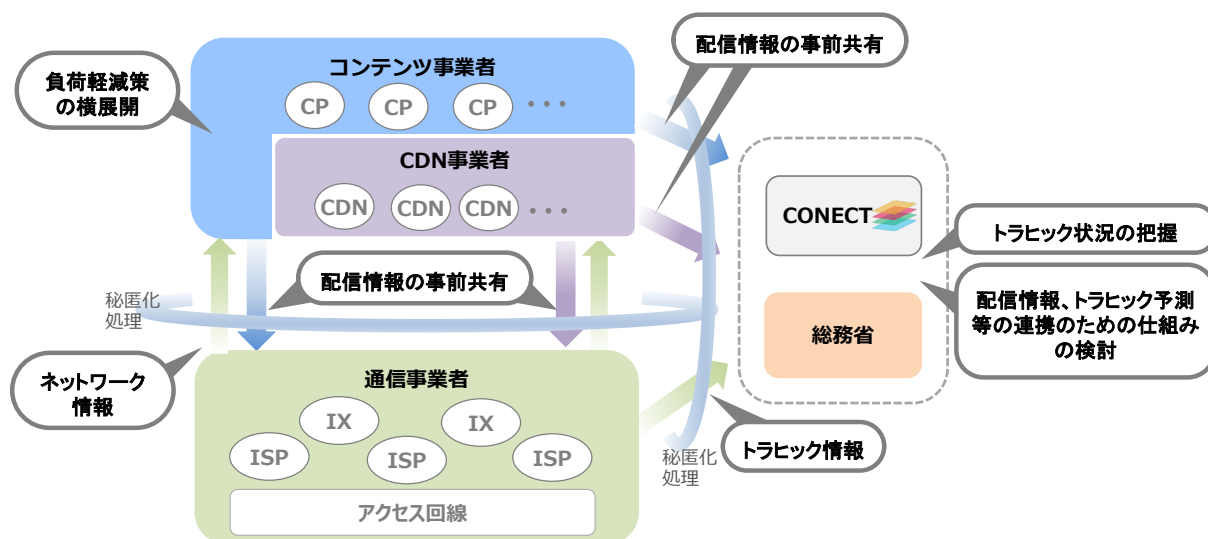 配信情報の事前共有
コンテンツ事業者
負荷軽減策
の横展開
CP
CP
CP
・・・
CDN事業者
CDN
CDN
CDN
・・・
CONECT
トラヒック状況の把握
配信情報の事前共有
秘匿化
処理
配信情報、トラヒック予測
等の連携のための仕組み
の検討
総務省
ネットワーク
情報
通信事業者
IX
IX
ISP
ISP
ISP
トラヒック情報
秘匿化
処理
アクセス回線